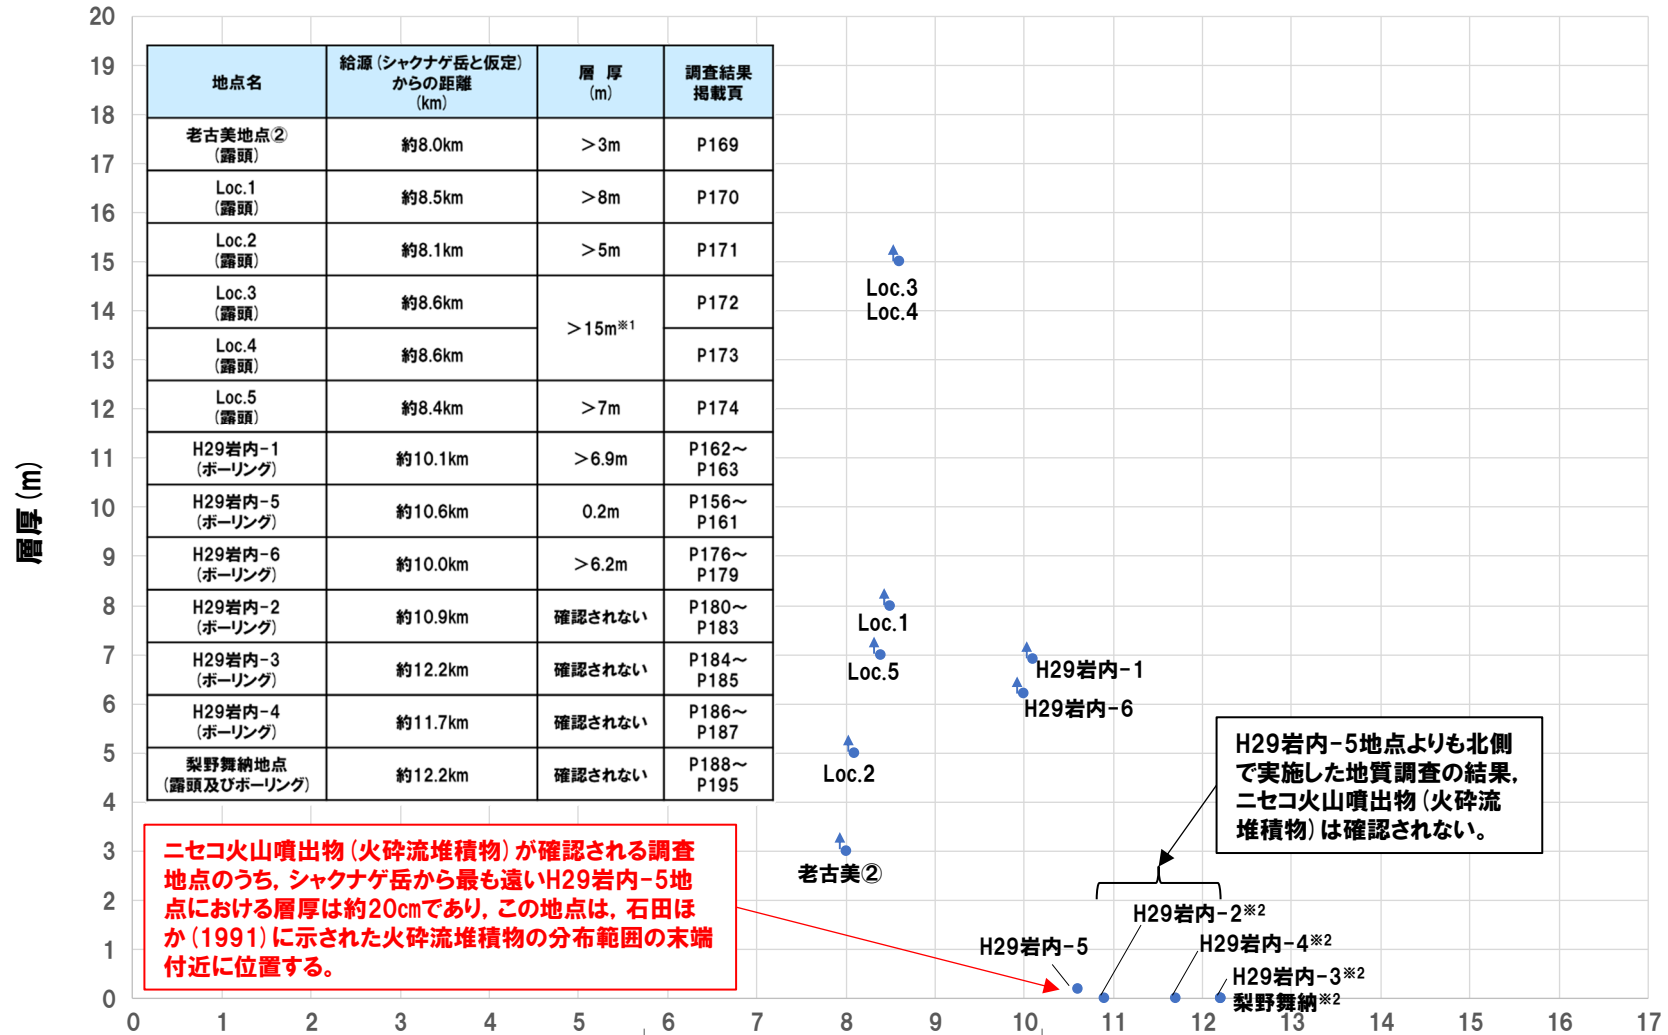 20
19
18
17
16
15
14
13
12
11
10
9
8
7
6
5
4
3
2
1
0
層厚(m)
地点名 給源(シャクナゲ岳と仮定)からの距離(km) 層 厚(m) 調査結果掲載頁
老古美地点②(露頭) 約8.0km >3m P169
Loc.1(露頭) 約8.5km >8m P170
Loc.2(露頭) 約8.1km >5m P171
Loc.3(露頭) 約8.6km >15m※1 P172
Loc.4(露頭) 約8.6km P173
Loc.5(露頭) 約8.4km >7m P174
H29岩内-1(ボーリング) 約10.1km >6.9m P162~P163
H29岩内-5(ボーリング) 約10.6km 0.2m P156~P161
H29岩内-6(ボーリング) 約10.0km >6.2m P176~P179
H29岩内-2(ボーリング) 約10.9km 確認されない P180~P183
H29岩内-3(ボーリング) 約12.2km 確認されない P184~P185
H29岩内-4(ボーリング) 約11.7km 確認されない P186~P187
梨野舞納地点(露頭及びボーリング) 約12.2km 確認されない P188~P195
Loc.3
Loc.4
Loc.1
Loc.5
H29岩内-1
H29岩内-6
Loc.2
老古美②
H29岩内-5地点よりも北側
で実施した地質調査の結果,
ニセコ火山噴出物(火砕流
堆積物)は確認されない。
ニセコ火山噴出物(火砕流堆積物)が確認される調査
地点のうち,シャクナゲ岳から最も遠いH29岩内-5地
点における層厚は約20㎝であり,この地点は,石田ほ
か(1991)に示された火砕流堆積物の分布範囲の末端
付近に位置する。
H29岩内-2※2
H29岩内-5
H29岩内-4※2
H29岩内-3※2
梨野舞納※2
0 1 2 3 4 5 6 7 8 9 10 11 12 13 14 15 16 17